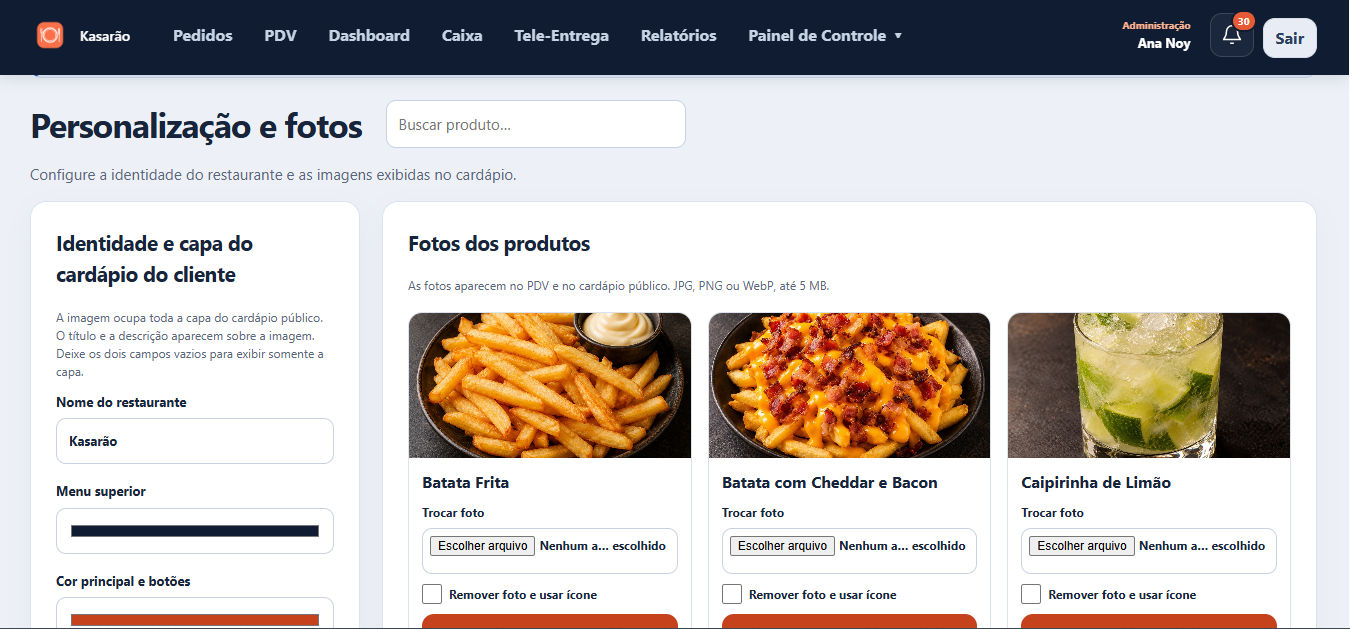 Kasarão
Pedidos
PDV
Dashboard
Caixa
Tele-Entrega
Relatórios
Painel de Controle
Administração
Ana Noy
30
Sair
Personalização e fotos
Buscar produto...
Configure a identidade do restaurante e as imagens exibidas no cardápio.
Identidade e capa do
cardápio do cliente
A imagem ocupa toda a capa do cardápio público.
O título e a descrição aparecem sobre a imagem.
Deixe os dois campos vazios para exibir somente a
capa.
Nome do restaurante
Kasarão
Menu superior
Cor principal e botões
Fotos dos produtos
As fotos aparecem no PDV e no cardápio público. JPG, PNG ou WebP, até 5 MB.
Batata Frita
Trocar foto
Escolher arquivo Nenhum a... escolhido
Remover foto e usar ícone
Batata com Cheddar e Bacon
Trocar foto
Escolher arquivo Nenhum a... escolhido
Remover foto e usar ícone
Caipirinha de Limão
Trocar foto
Escolher arquivo Nenhum a... escolhido
Remover foto e usar ícone